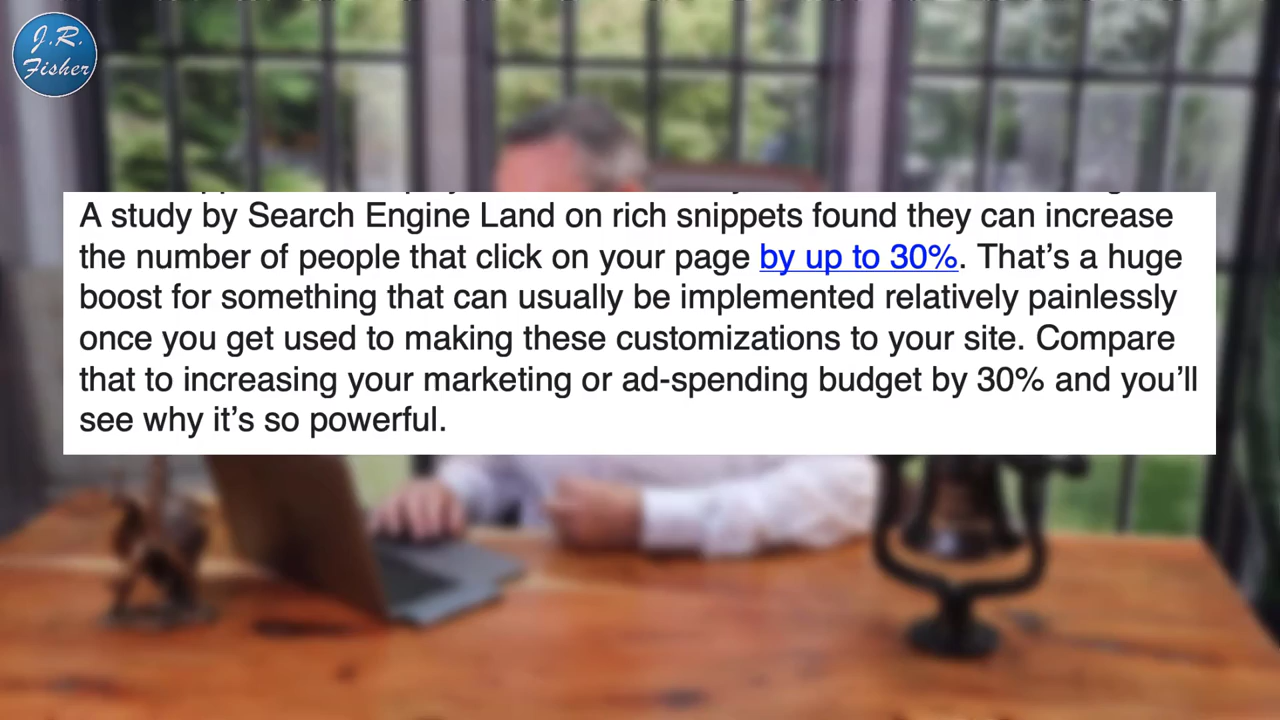 J.R.
Fisher
A study by Search Engine Land on rich snippets found they can increase
the number of people that click on your page by up to 30%. That’s a huge
boost for something that can usually be implemented relatively painlessly
once you get used to making these customizations to your site. Compare
that to increasing your marketing or ad-spending budget by 30% and you’ll
see why it’s so powerful.